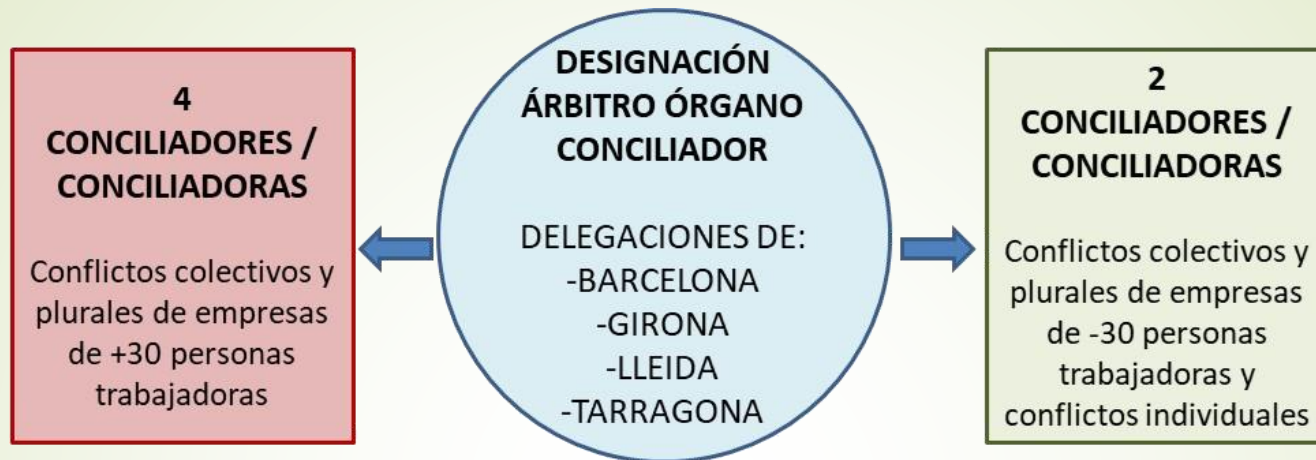 4
CONCILIADORES /
CONCILIADORAS
Conflictos colectivos y
plurales de empresas
de +30 personas
trabajadoras
DESIGNACIÓN
ÁRBITRO ÓRGANO
CONCILIADOR
DELEGACIONES DE:
-BARCELONA
-GIRONA
-LLEIDA
-TARRAGONA
2
CONCILIADORES /
CONCILIADORAS
Conflictos colectivos y
plurales de empresas
de -30 personas
trabajadoras y
conflictos individuales